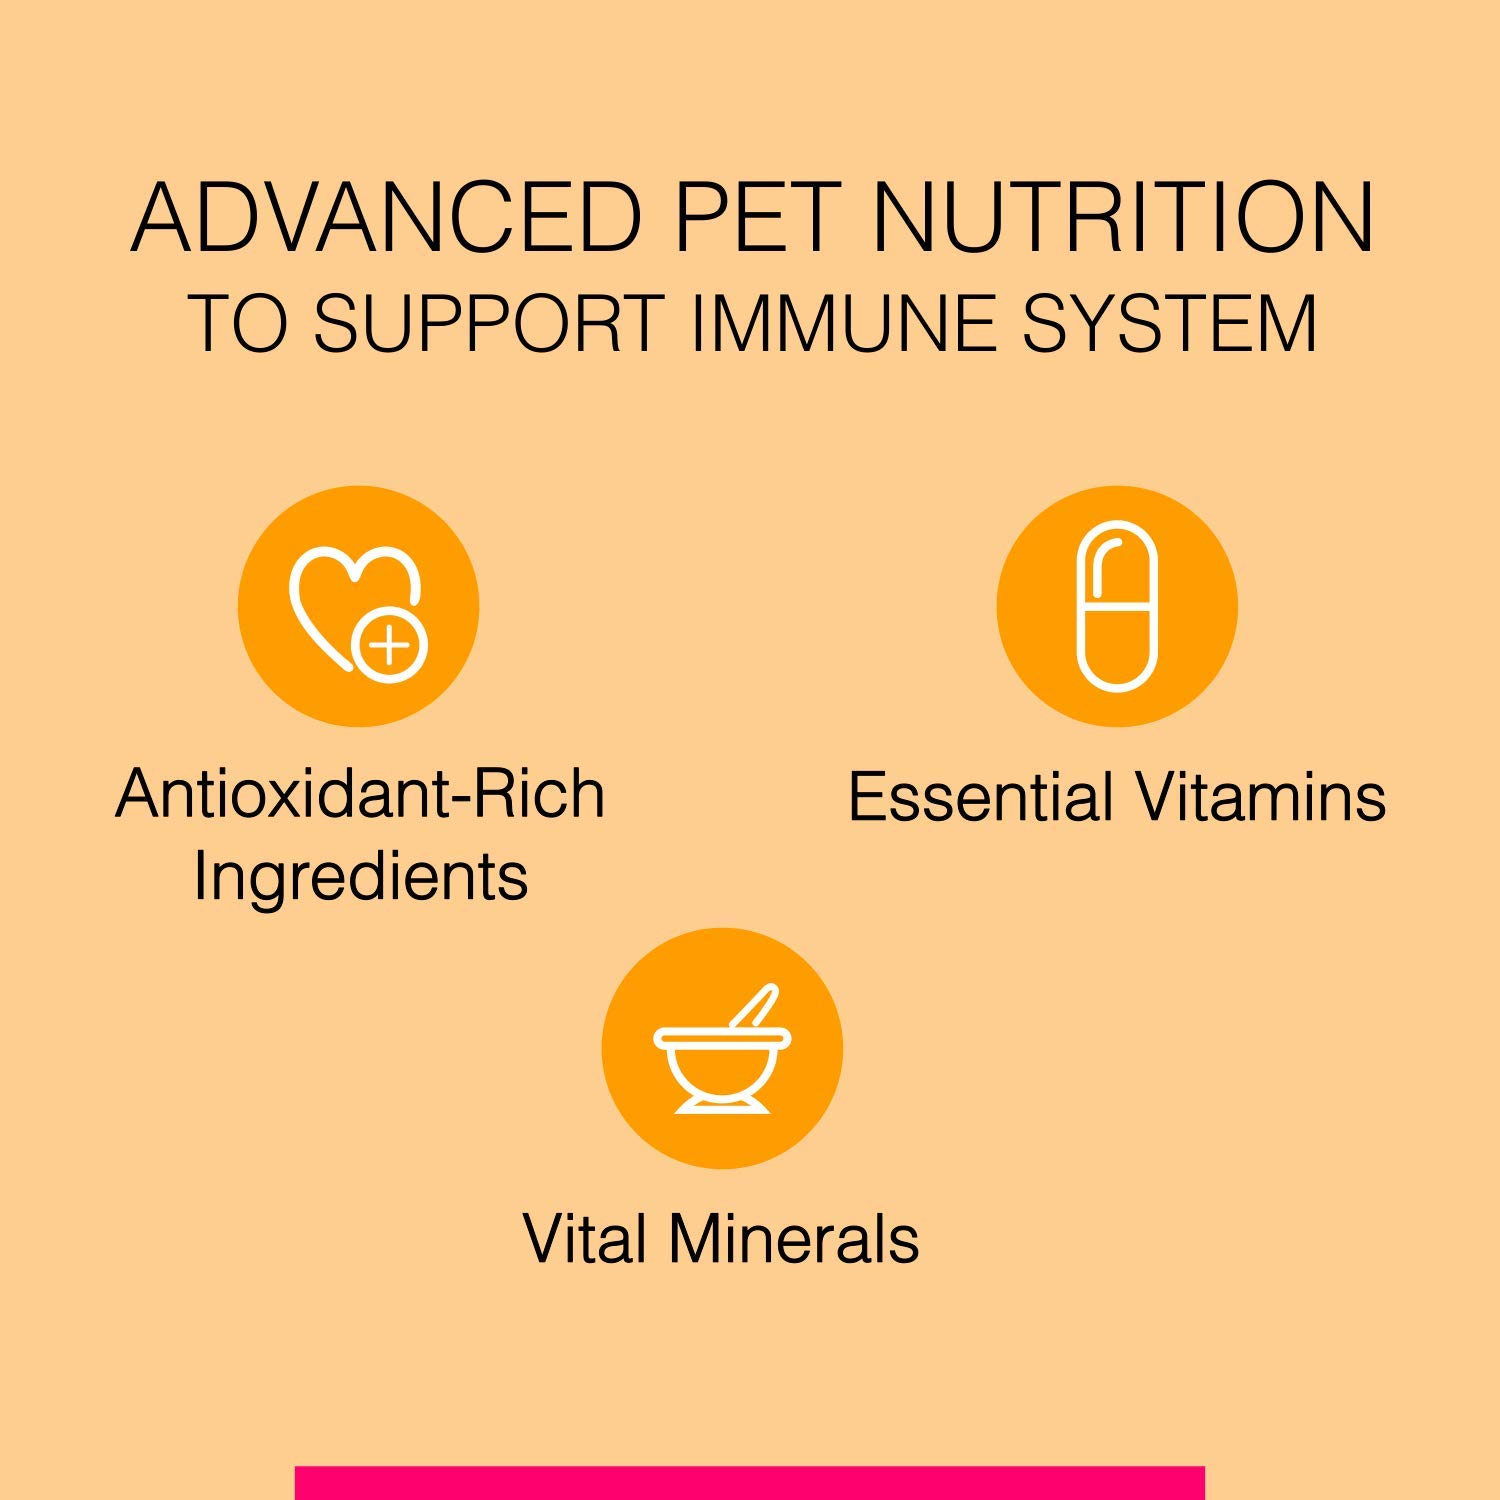 ADVANCED PET NUTRITION
TO SUPPORT IMMUNE SYSTEM
Antioxidant-Rich
Ingredients
Essential Vitamins
Vital Minerals